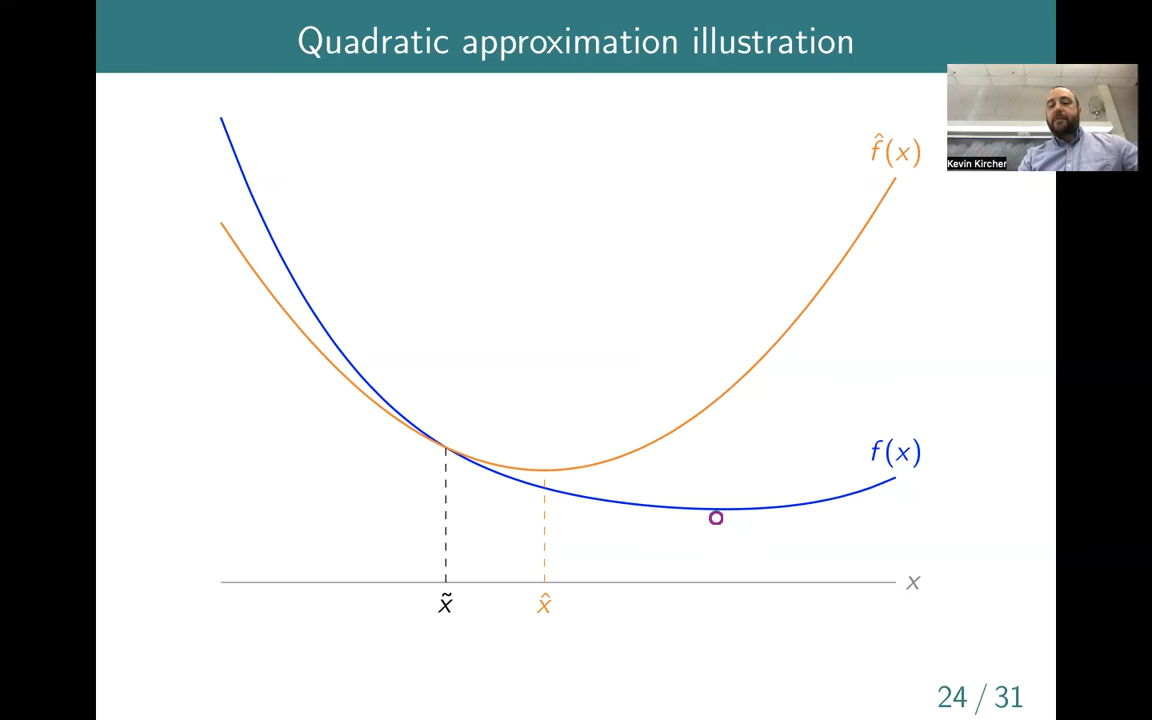 Quadratic approximation illustration
Kevin Kircher
f̂(x)
f(x)
x
x̃
x̂
24 / 31